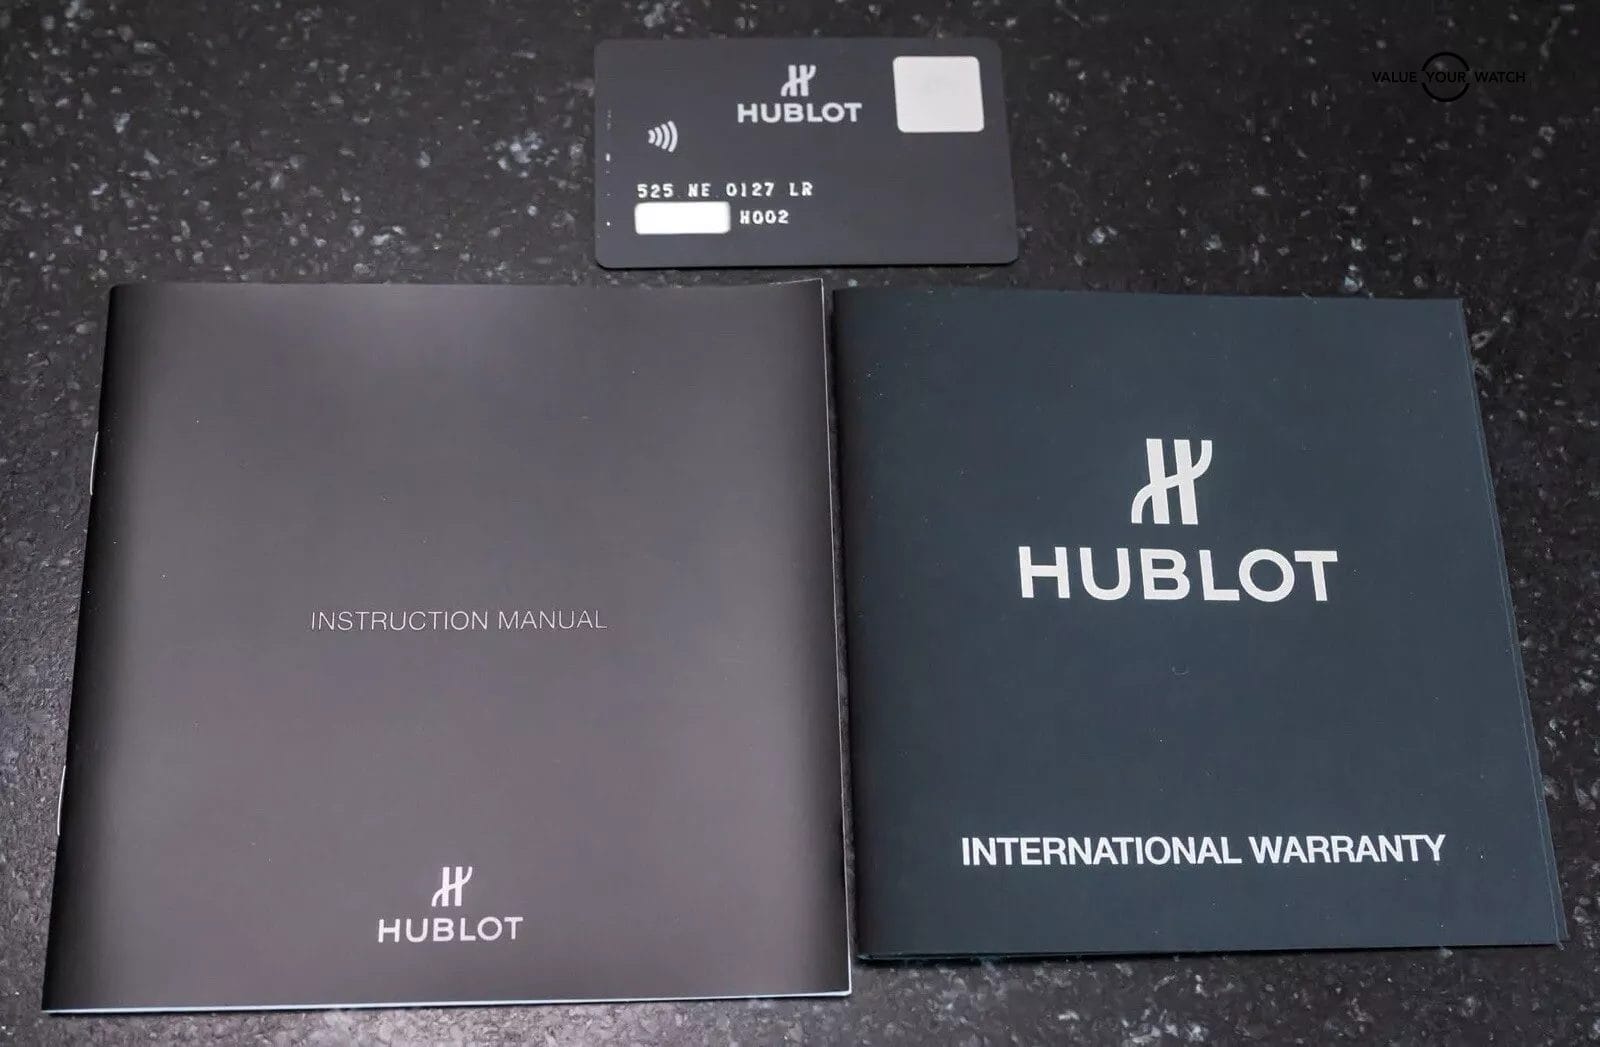 HUBLOT
525 NE 0127 LR
H002
VALUE YOUR WATCH
INSTRUCTION MANUAL
HUBLOT
HUBLOT
INTERNATIONAL WARRANTY